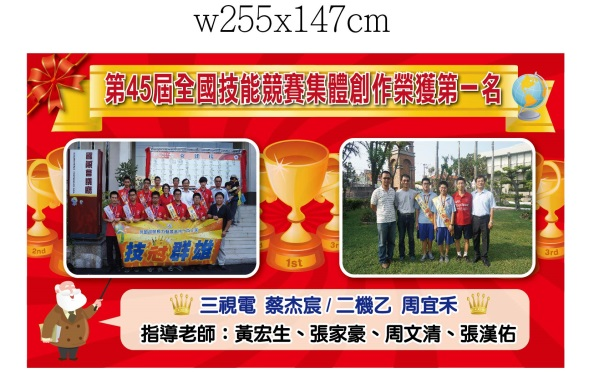 w255x147cm
第45屆全國技能競賽集體創作榮獲第一名
技冠群雄
2nd
1st
3rd
三視電 蔡杰宸 / 二機乙 周宜禾
指導老師：黃宏生、張家豪、周文清、張漢佑